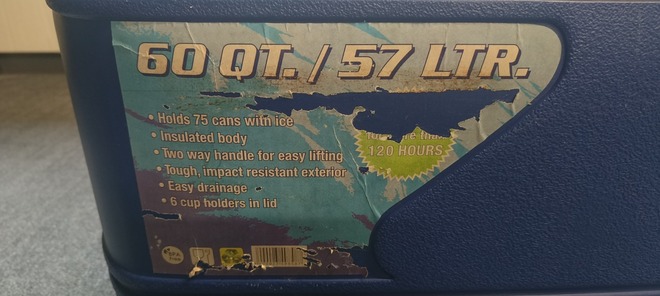 60 QT. / 57 LTR.
• Holds 75 cans with ice
• Insulated body
• Two way handle for easy lifting
• Tough, impact resistant exterior
• Easy drainage
• 6 cup holders in lid
120 HOURS